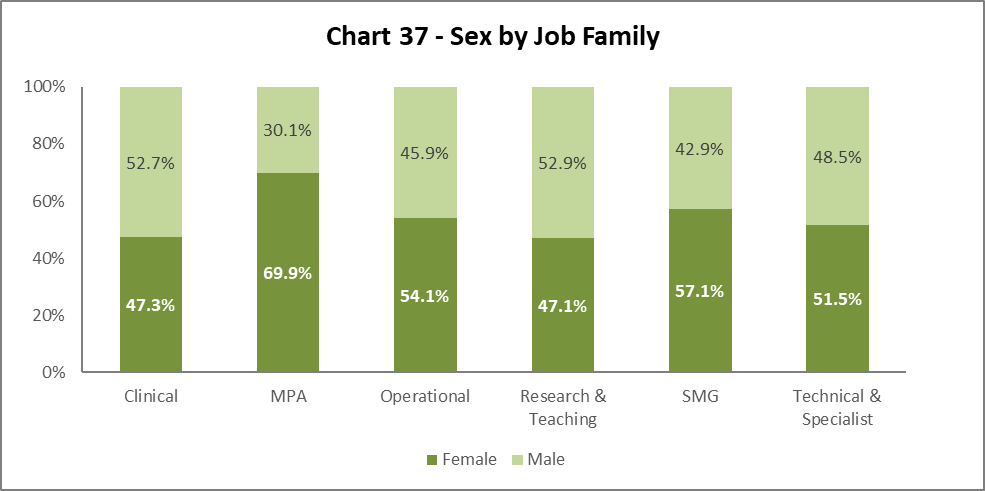 Chart 37 - Sex by Job Family
100%
80%
60%
40%
20%
0%
52.7%
30.1%
45.9%
52.9%
42.9%
48.5%
47.3%
69.9%
54.1%
47.1%
57.1%
51.5%
Clinical
MPA
Operational
Research &
Teaching
SMG
Technical &
Specialist
Female
Male